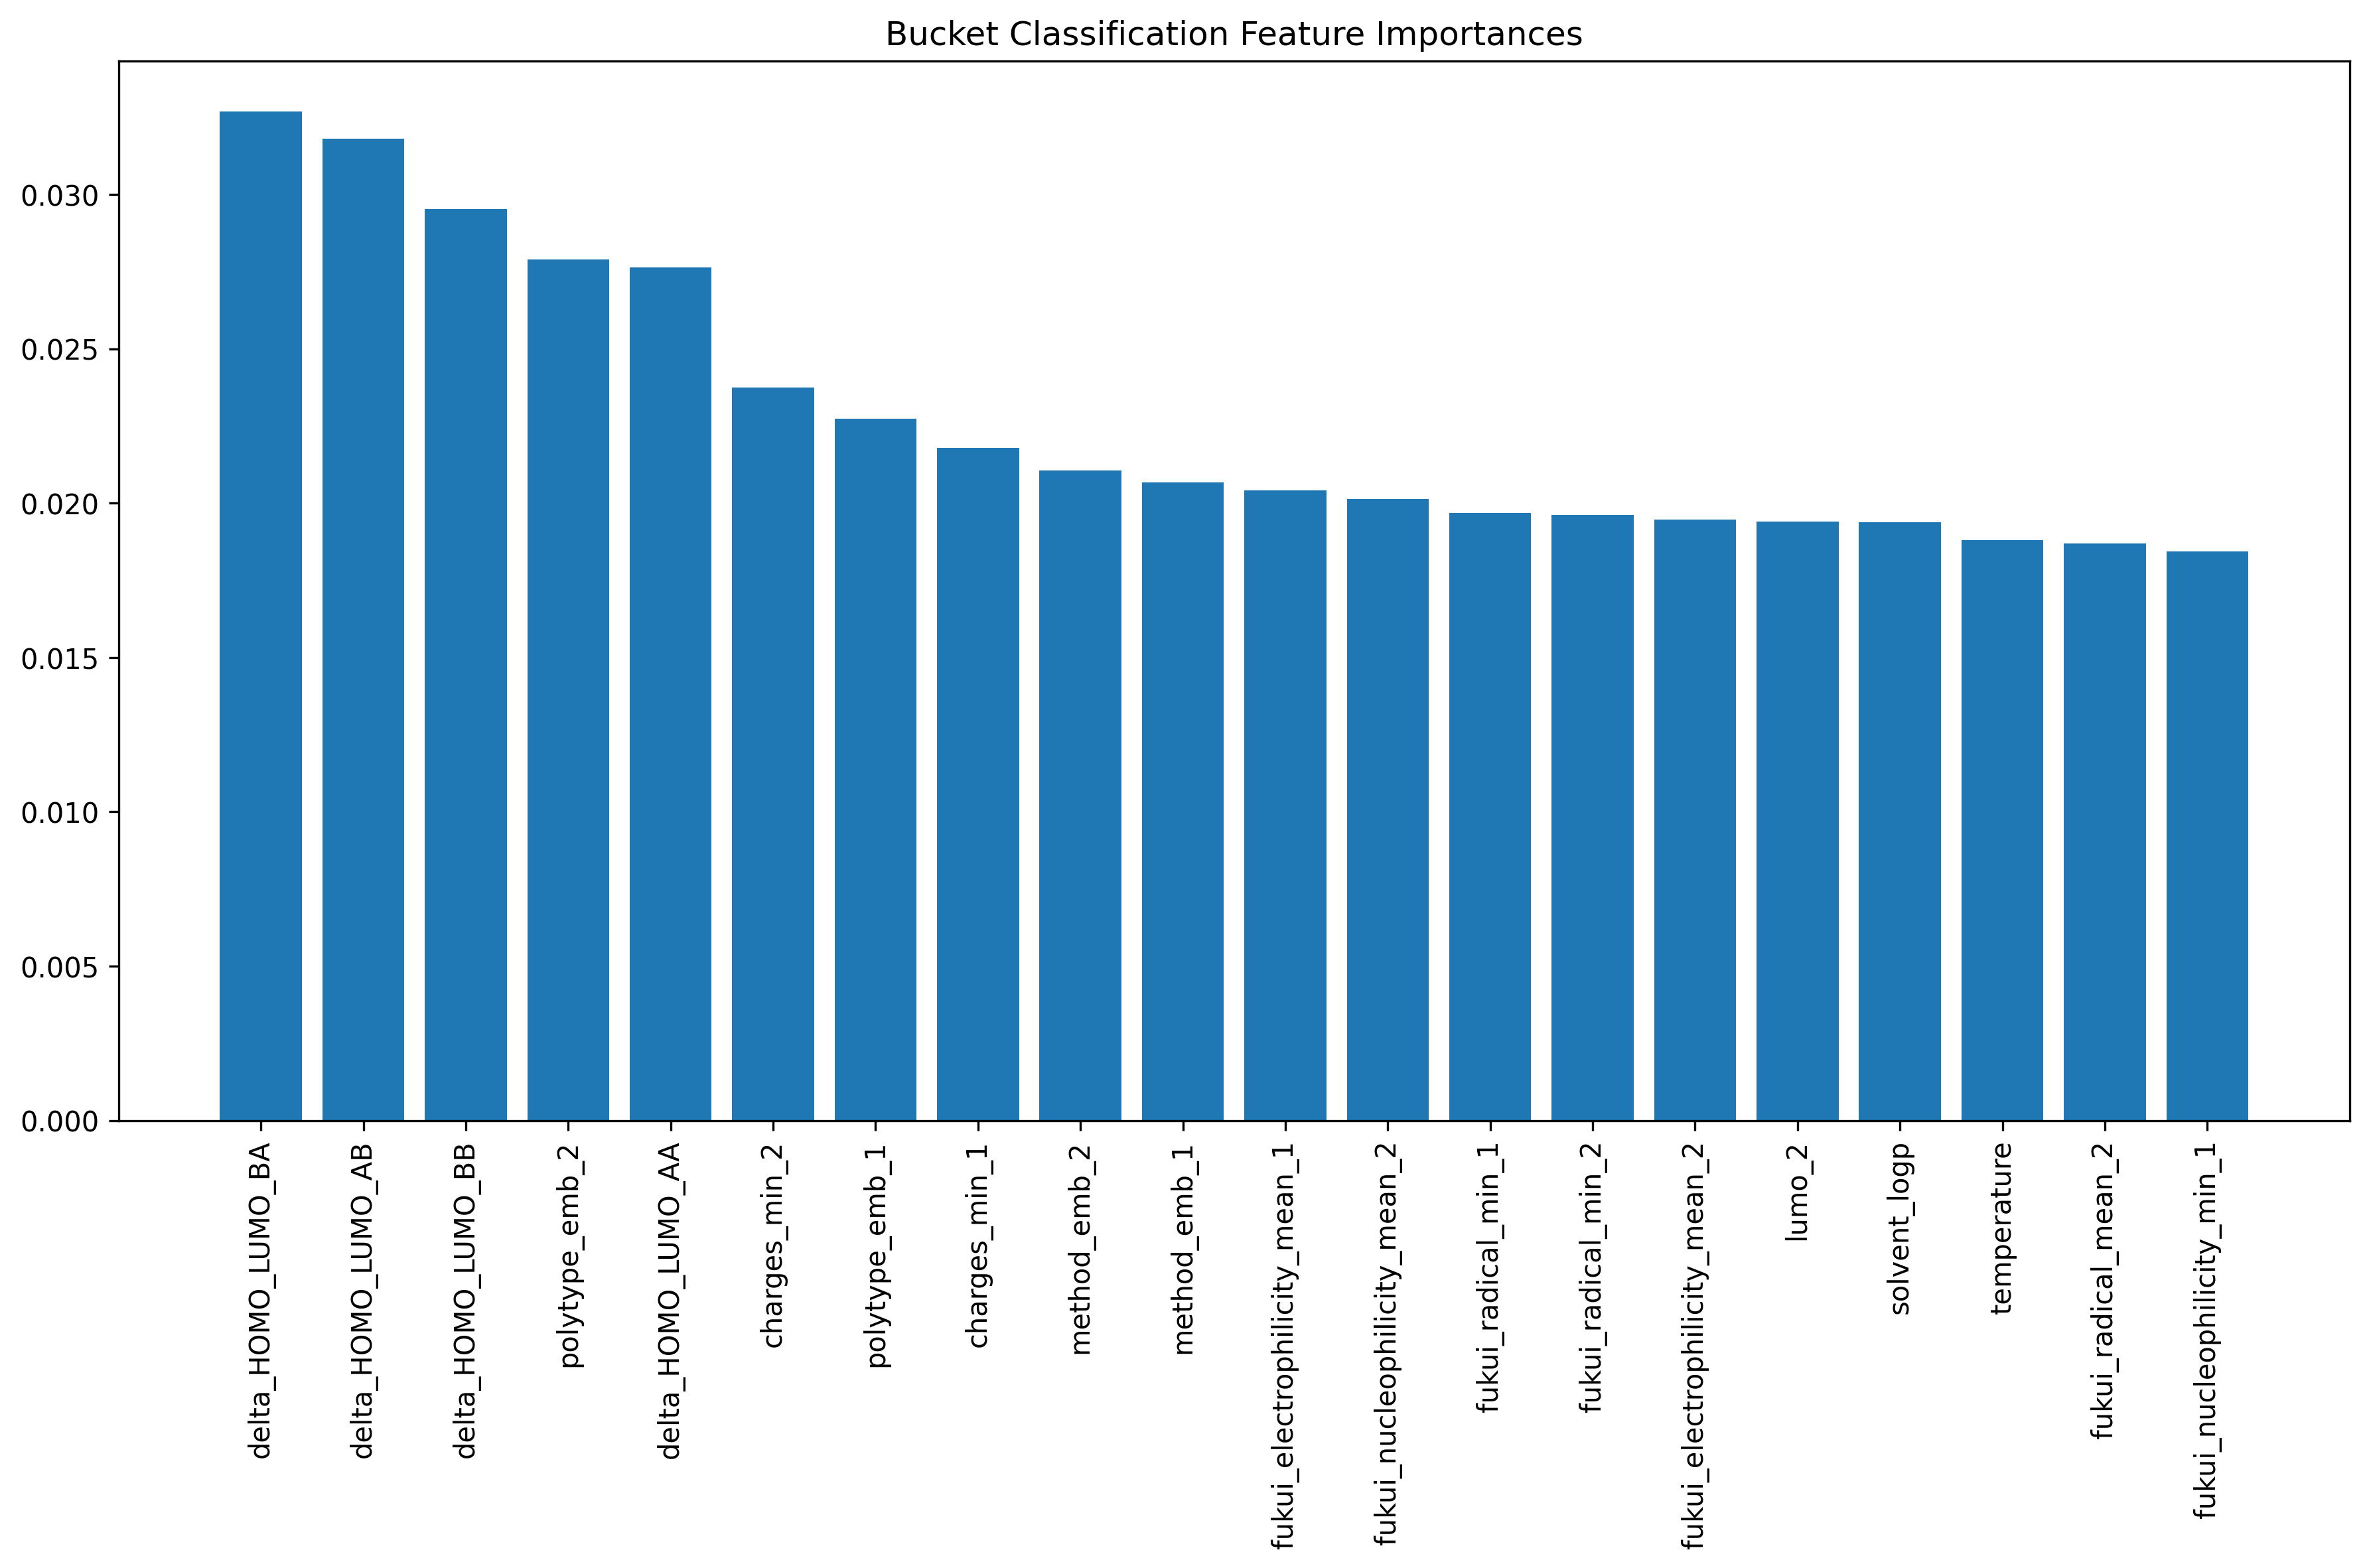 Bucket Classification Feature Importances
0.030
0.025
0.020
0.015
0.010
0.005
0.000
delta_HOMO_LUMO_BA
delta_HOMO_LUMO_AB
delta_HOMO_LUMO_BB
polytype_emb_2
delta_HOMO_LUMO_AA
charges_min_2
polytype_emb_1
charges_min_1
method_emb_2
method_emb_1
fukui_electrophilicity_mean_1
fukui_nucleophilicity_mean_2
fukui_radical_min_1
fukui_radical_min_2
fukui_electrophilicity_mean_2
lumo_2
solvent_logp
temperature
fukui_radical_mean_2
fukui_nucleophilicity_min_1